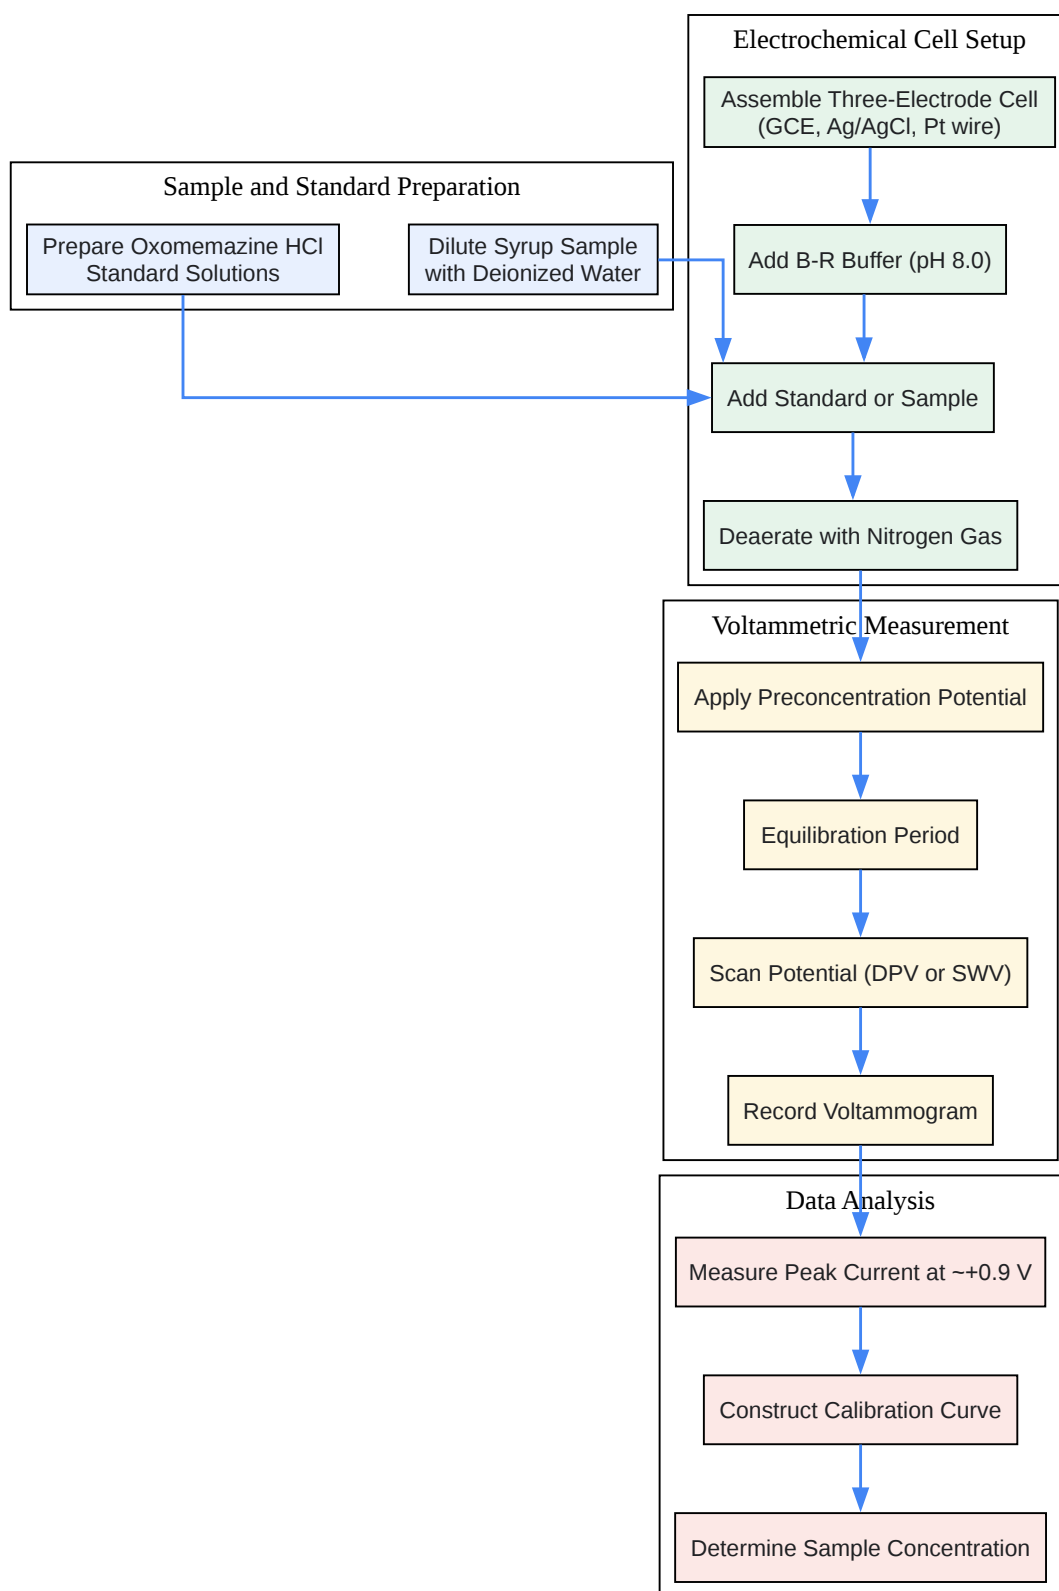 Electrochemical Cell Setup
Assemble Three-Electrode Cell
(GCE, Ag/AgCl, Pt wire)
Sample and Standard Preparation
Prepare Oxomemazine HCl
Standard Solutions
Dilute Syrup Sample
with Deionized Water
Add B-R Buffer (pH 8.0)
Add Standard or Sample
Deaerate with Nitrogen Gas
Voltammetric Measurement
Apply Preconcentration Potential
Equilibration Period
Scan Potential (DPV or SWV)
Record Voltammogram
Data Analysis
Measure Peak Current at ~+0.9 V
Construct Calibration Curve
Determine Sample Concentration